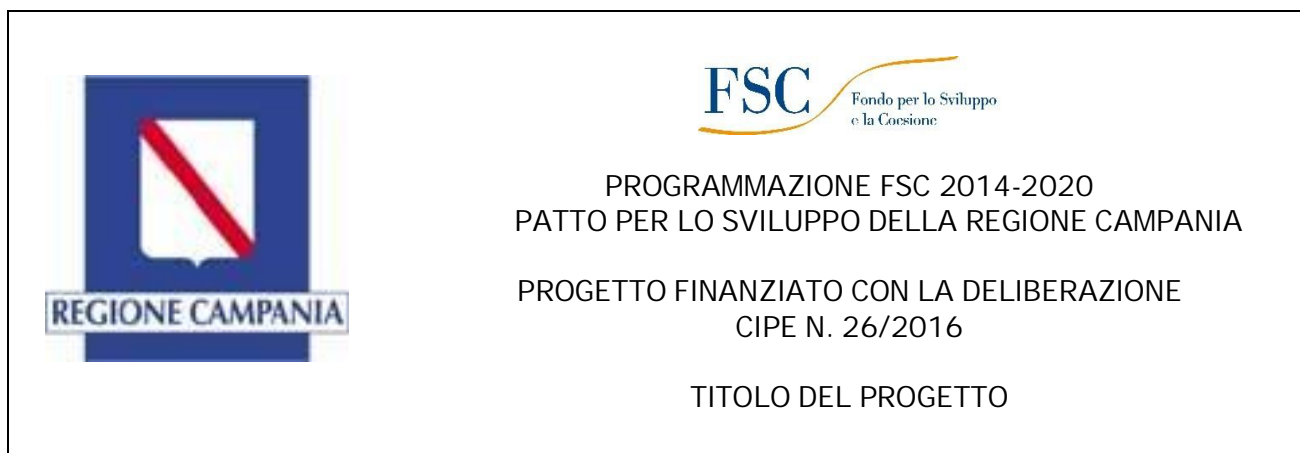 REGIONE CAMPANIA
FSC
Fondo per lo Sviluppo
e la Coesione
PROGRAMMAZIONE FSC 2014-2020
PATTO PER LO SVILUPPO DELLA REGIONE CAMPANIA
PROGETTO FINANZIATO CON LA DELIBERAZIONE
CIPE N. 26/2016
TITOLO DEL PROGETTO